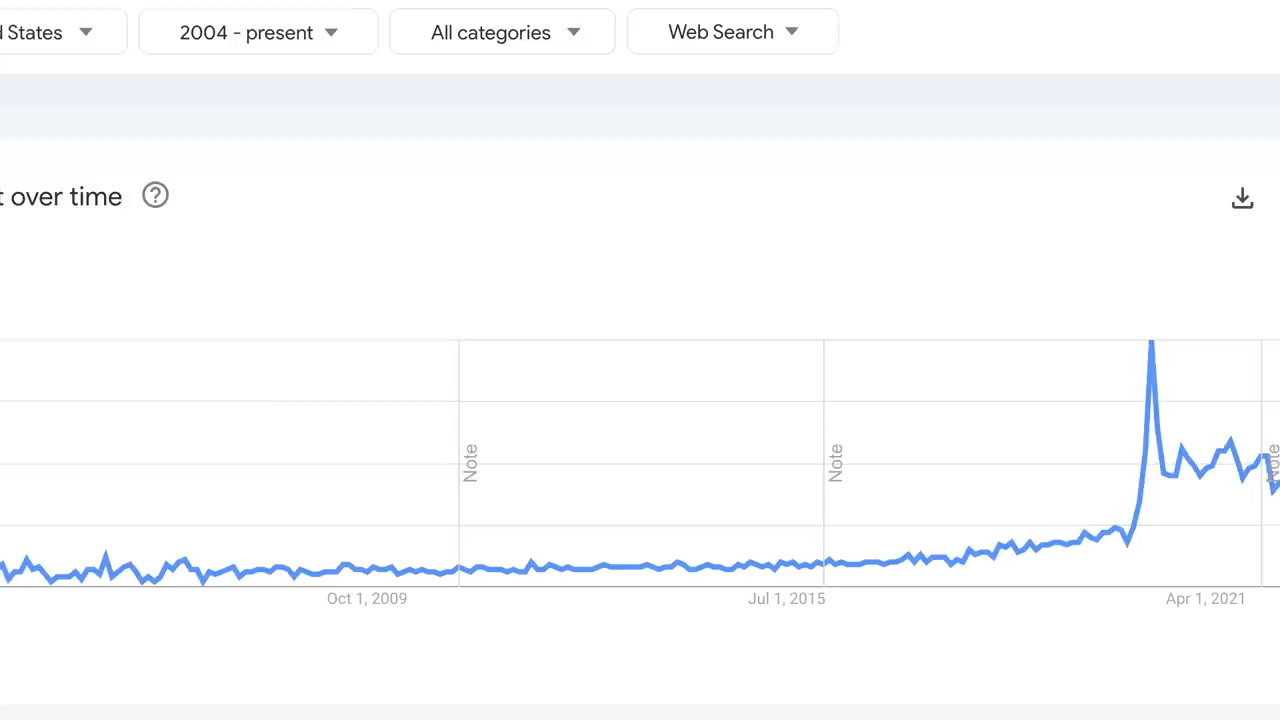 d States
2004 - present
All categories
Web Search
t over time
?
Note
Note
Note
Oct 1, 2009
Jul 1, 2015
Apr 1, 2021